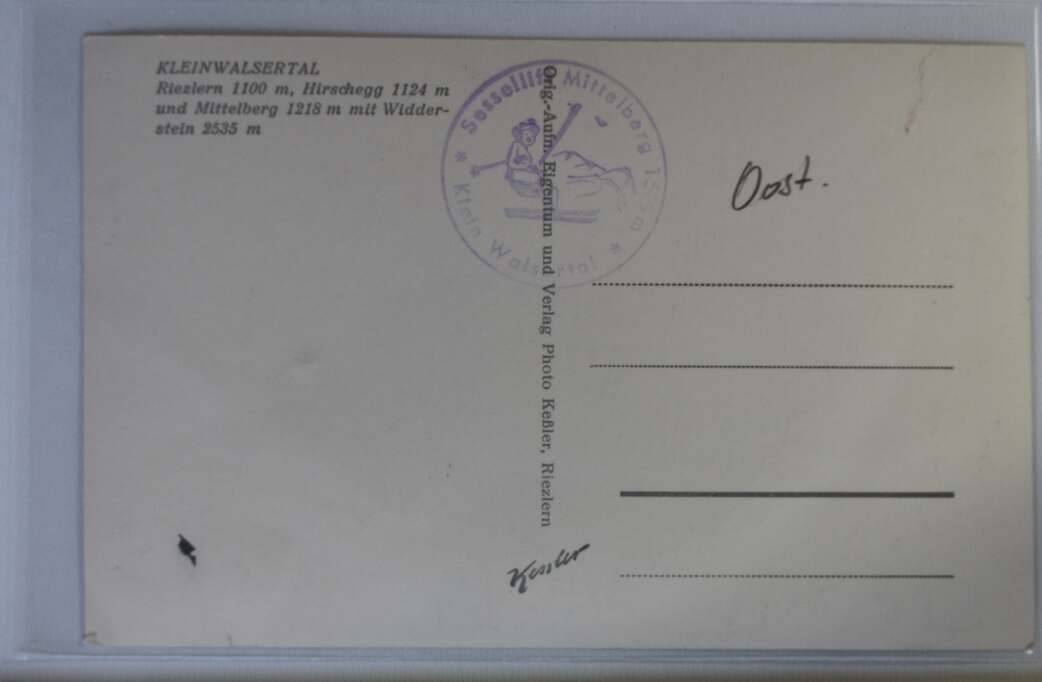 KLEINWALSERTAL
Riezlern 1100 m, Hirschegg 1124 m
und Mittelberg 1218 m mit Widder-
stein 2535 m
* Sessellift Mittelberg m *
Klein Walsertal
Orig.-Aufn. Eigentum und Verlag Photo Keßler, Riezlern
Oost.
Kessler